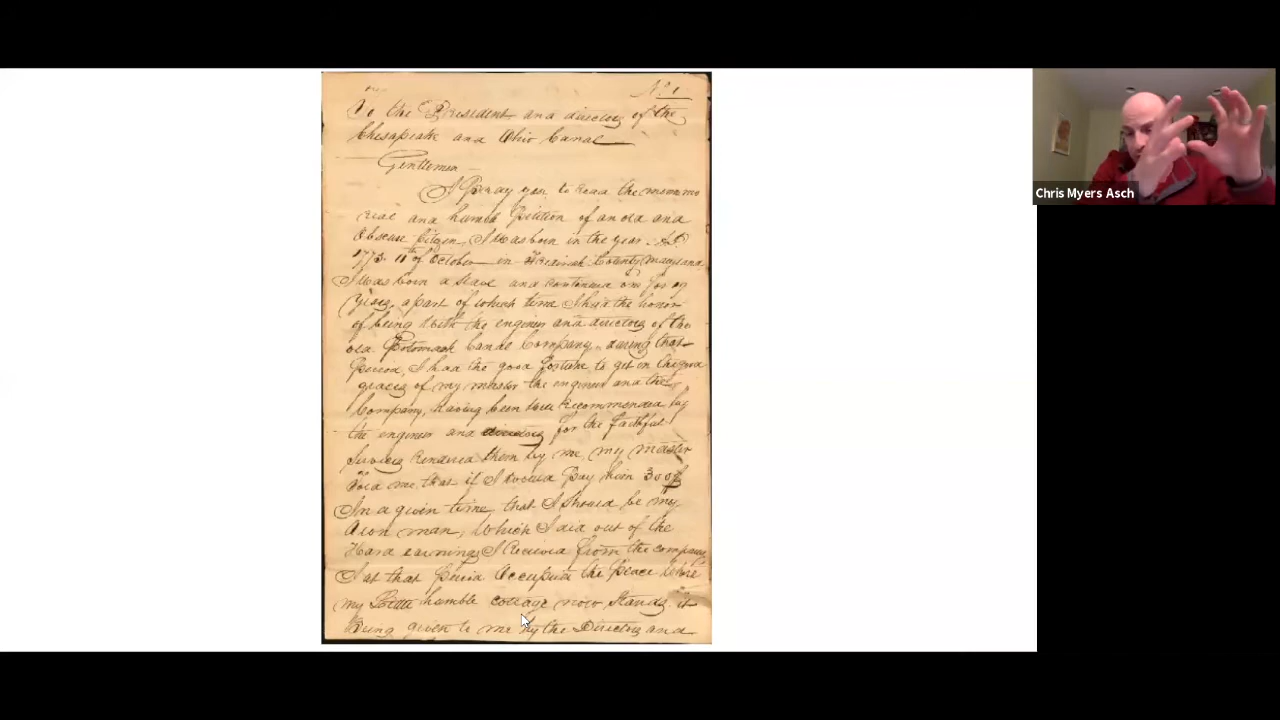 No 1
To the President and directors of the
Chesapeake and Ohio Canal
Gentlemen
I Pray you to read the memmo
rial and humble Petition of an old and
Obscure Citizen, I was born in the year AD
1773. 11th of October in Frederick County Maryland
I was born a slave and continued one for 29
years, a part of which time I had the honor
of being with the engineer and directors of the
old Potomack Canal Company, during that
Period, I had the good fortune to get in the good
graces of my master the engineer and the
Company, having been well Recommended by
the engineer and directors for the faithful
Services Rendered them by me, my master
told me that if I would Pay him 300$
In a given time that I should be my
own man, which I did out of the
Hard earnings I Received from the company
I at that Period Occupied the Place where
my Little humble cottage now Stands it
Being given to me by the Directors and
Chris Myers Asch